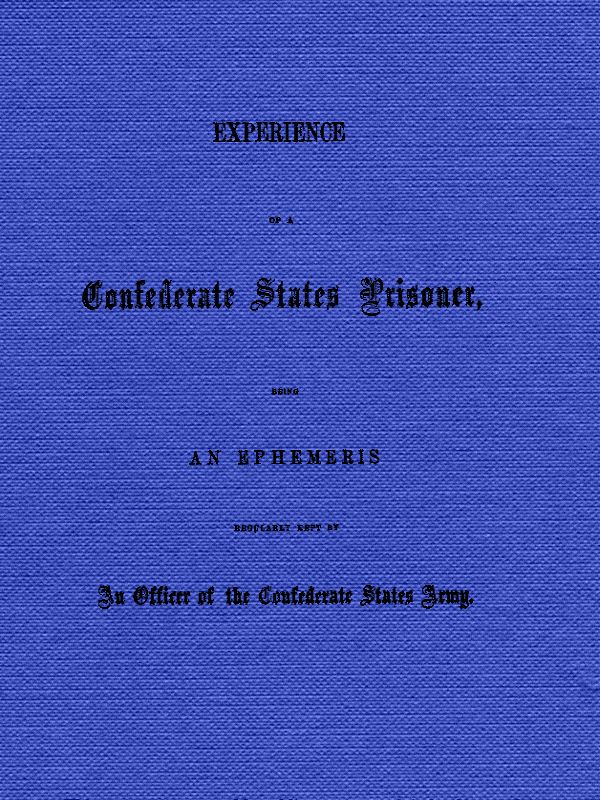 EXPERIENCE
OF A
Confederate States Prisoner,
BEING
AN EPHEMERIS
REGULARLY KEPT BY
An Officer of the Confederate States Army.